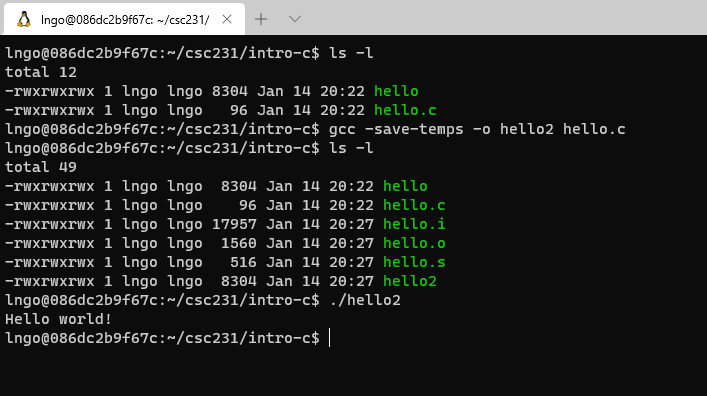 lngo@086dc2b9f67c: ~/csc231/
lngo@086dc2b9f67c:~/csc231/intro-c$ ls -l
total 12
-rwxrwxrwx 1 lngo lngo 8304 Jan 14 20:22 hello
-rwxrwxrwx 1 lngo lngo   96 Jan 14 20:22 hello.c
lngo@086dc2b9f67c:~/csc231/intro-c$ gcc -save-temps -o hello2 hello.c
lngo@086dc2b9f67c:~/csc231/intro-c$ ls -l
total 49
-rwxrwxrwx 1 lngo lngo  8304 Jan 14 20:22 hello
-rwxrwxrwx 1 lngo lngo    96 Jan 14 20:22 hello.c
-rwxrwxrwx 1 lngo lngo 17957 Jan 14 20:27 hello.i
-rwxrwxrwx 1 lngo lngo  1560 Jan 14 20:27 hello.o
-rwxrwxrwx 1 lngo lngo   516 Jan 14 20:27 hello.s
-rwxrwxrwx 1 lngo lngo  8304 Jan 14 20:27 hello2
lngo@086dc2b9f67c:~/csc231/intro-c$ ./hello2
Hello world!
lngo@086dc2b9f67c:~/csc231/intro-c$